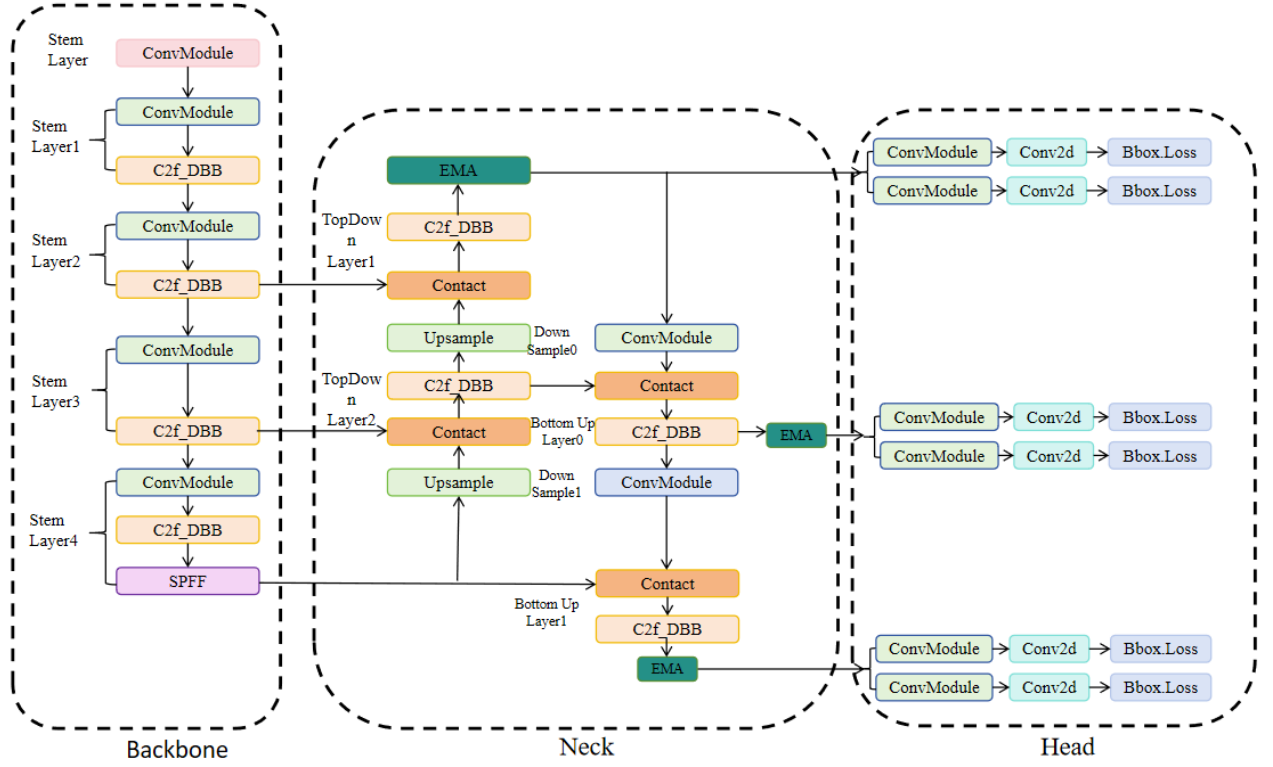 Stem
Layer
ConvModule
Stem
Layer1
ConvModule
C2f_DBB
Stem
Layer2
ConvModule
C2f_DBB
Stem
Layer3
ConvModule
C2f_DBB
Stem
Layer4
ConvModule
C2f_DBB
SPFF
Backbone
EMA
TopDow
n
Layer1
C2f_DBB
Contact
Upsample
TopDow
n
Layer2
C2f_DBB
Contact
Upsample
Down
Sample0
ConvModule
Contact
Bottom Up
Layer0
C2f_DBB
EMA
Down
Sample1
ConvModule
Contact
Bottom Up
Layer1
C2f_DBB
EMA
Neck
ConvModule
Conv2d
Bbox.Loss
ConvModule
Conv2d
Bbox.Loss
ConvModule
Conv2d
Bbox.Loss
ConvModule
Conv2d
Bbox.Loss
ConvModule
Conv2d
Bbox.Loss
ConvModule
Conv2d
Bbox.Loss
Head